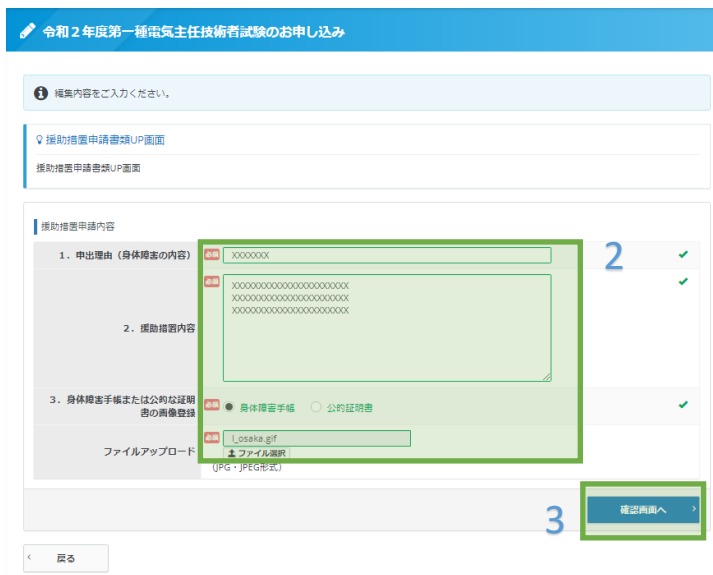 令和2年度第一種電気主任技術者試験のお申し込み
編集内容をご入力ください。
援助措置申請書類UP画面
援助措置申請書類UP画面
援助措置申請内容
1．申出理由（身体障害の内容） 必須 XXXXXXX
2
必須 XXXXXXXXXXXXXXXXXXXXXX
XXXXXXXXXXXXXXXXXXXXXX
XXXXXXXXXXXXXXXXXXXXXX
2．援助措置内容
3．身体障害手帳または公的な証明
書の画像登録
必須 身体障害手帳 公的証明書
ファイルアップロード 必須 l_osaka.gif
ファイル選択
(JPG・JPEG形式)
3
確認画面へ
戻る